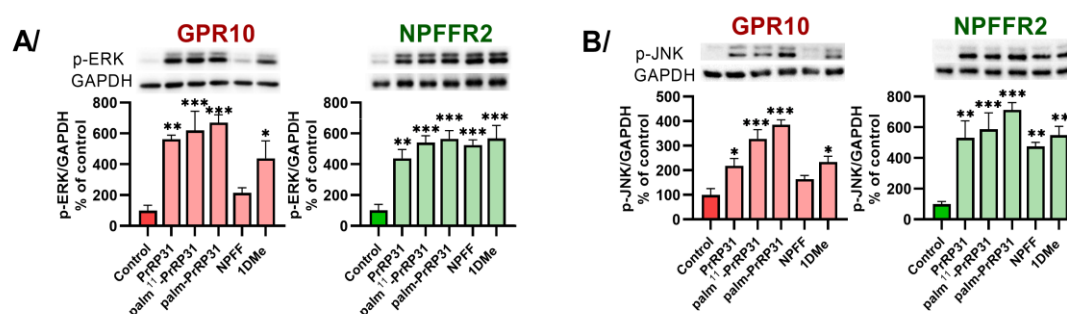 A/
GPR10
p-ERK
GAPDH
p-ERK/GAPDH
% of control
800
600
400
200
0
**
***
***
*
Control
PrRP31
palm¹¹-PrRP31
palm-PrRP31
NPFF
1DMe
NPFFR2
p-ERK/GAPDH
% of control
800
600
400
200
0
**
***
***
***
***
Control
PrRP31
palm¹¹-PrRP31
palm-PrRP31
NPFF
1DMe
B/
GPR10
p-JNK
GAPDH
p-JNK/GAPDH
% of control
500
400
300
200
100
0
*
***
***
*
Control
PrRP31
palm¹¹-PrRP31
palm-PrRP31
NPFF
1DMe
NPFFR2
p-JNK/GAPDH
% of control
800
600
400
200
0
**
***
***
**
**
Control
PrRP31
palm¹¹-PrRP31
palm-PrRP31
NPFF
1DMe